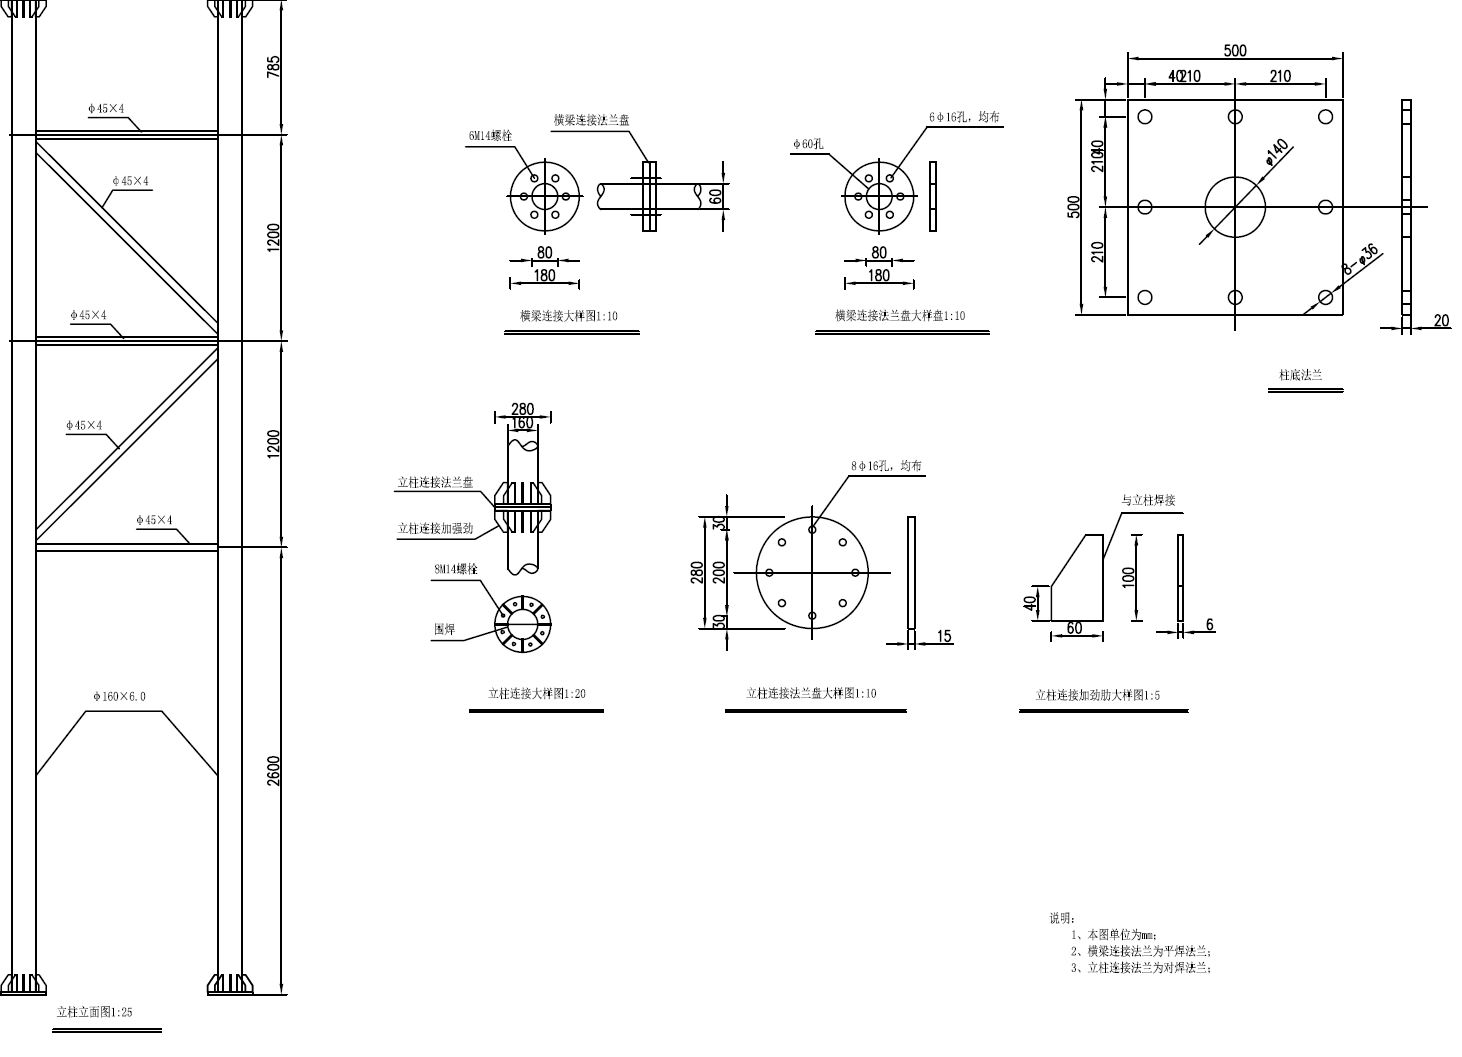 785
φ45×4
φ45×4
1200
φ45×4
φ45×4
1200
φ45×4
φ160×6.0
2600
立柱立面图1:25
6M14螺栓
横梁连接法兰盘
60
80
180
横梁连接大样图1:10
φ60孔
6φ16孔，均布
80
180
横梁连接法兰盘大样盘1:10
500
40
210
210
40
210
500
210
φ140
8-φ36
20
柱底法兰
280
160
立柱连接法兰盘
立柱连接加强劲
8M14螺栓
围焊
立柱连接大样图1:20
8φ16孔，均布
30
280
200
30
15
立柱连接法兰盘大样图1:10
与立柱焊接
40
60
100
6
立柱连接加劲肋大样图1:5
说明：
1、本图单位为mm；
2、横梁连接法兰为平焊法兰；
3、立柱连接法兰为对焊法兰；